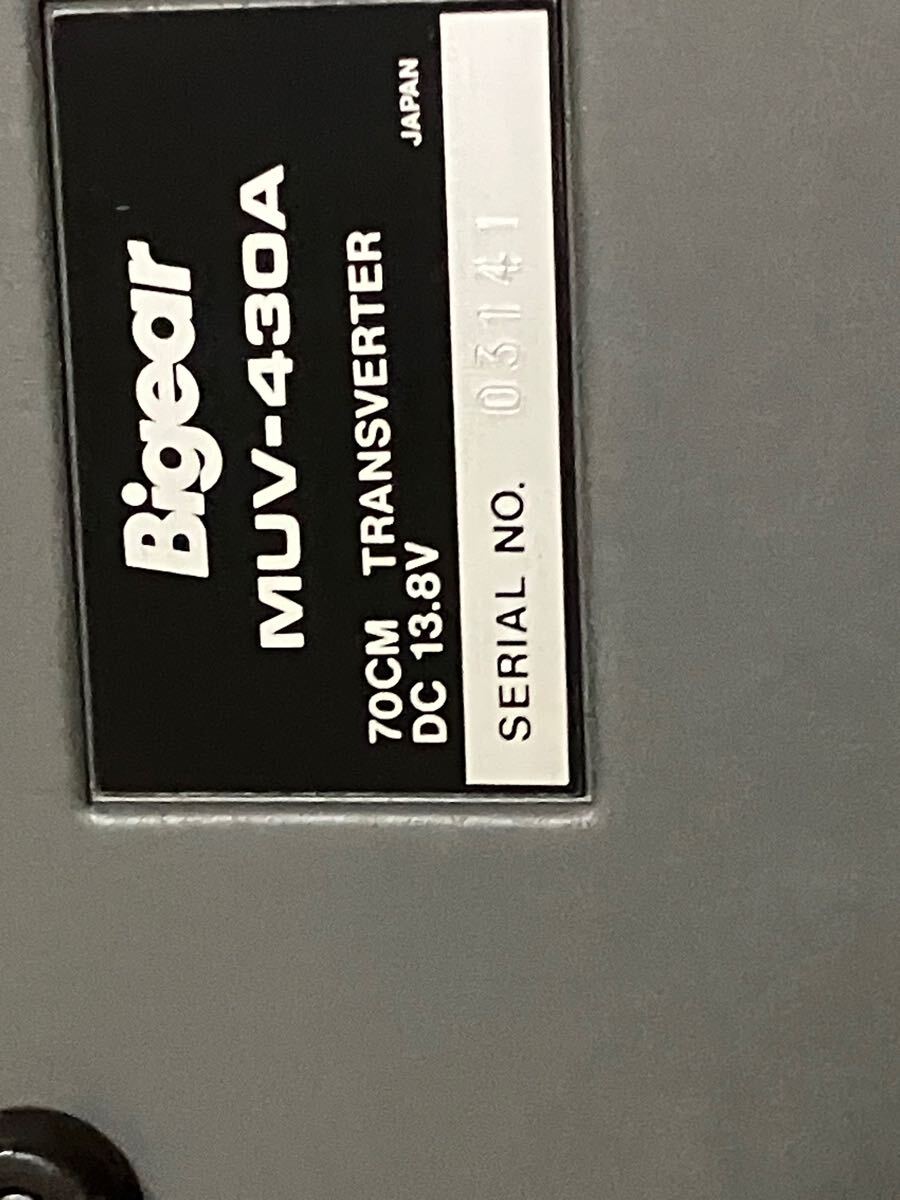 Bigear
MUV-430A
70CM TRANSVERTER
DC 13.8V JAPAN
SERIAL NO. 03141